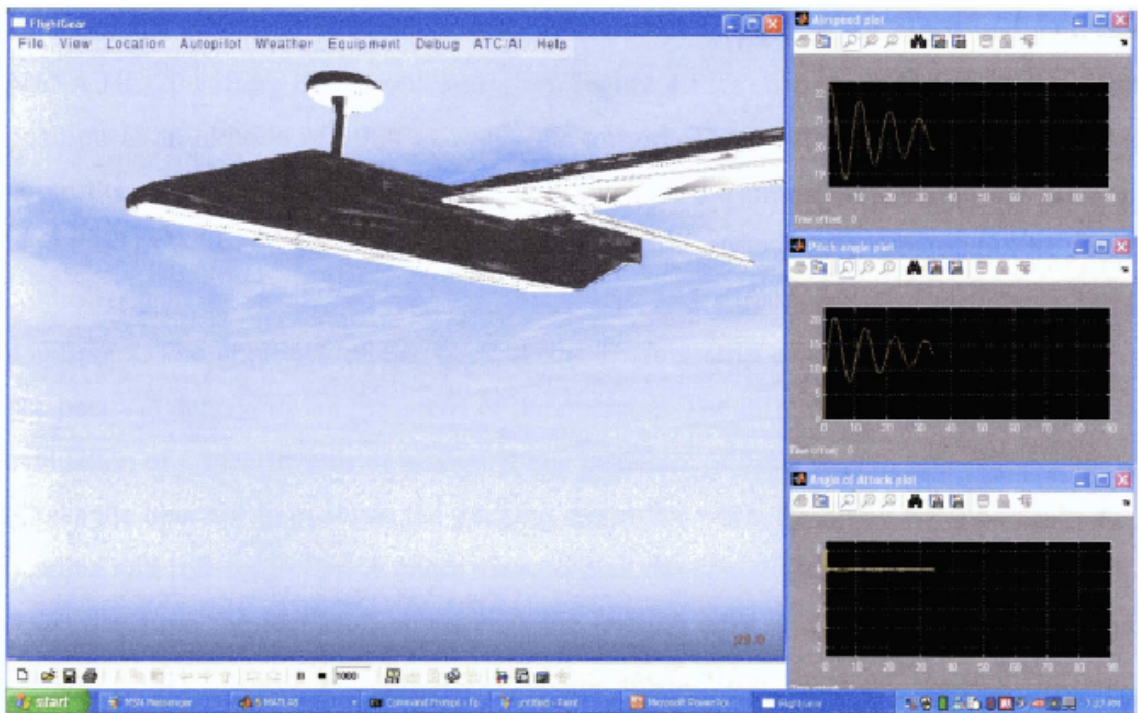 FlightGear
File View Location Autopilot Weather Equipment Debug ATC/AI Help
Airspeed plot
22
21
20
19
0 10 20 30 40 50 60 70 80 90
Time offset: 0
Pitch angle plot
20
15
10
5
0
0 10 20 30 40 50 60 70 80 90
Time offset: 0
Angle of Attack plot
8
6
4
2
0
0 10 20 30 40 50 60 70 80 90
start
MSN Messenger
Command Prompt - fg
untitled - Paint
Microsoft PowerPoi
FlightGear